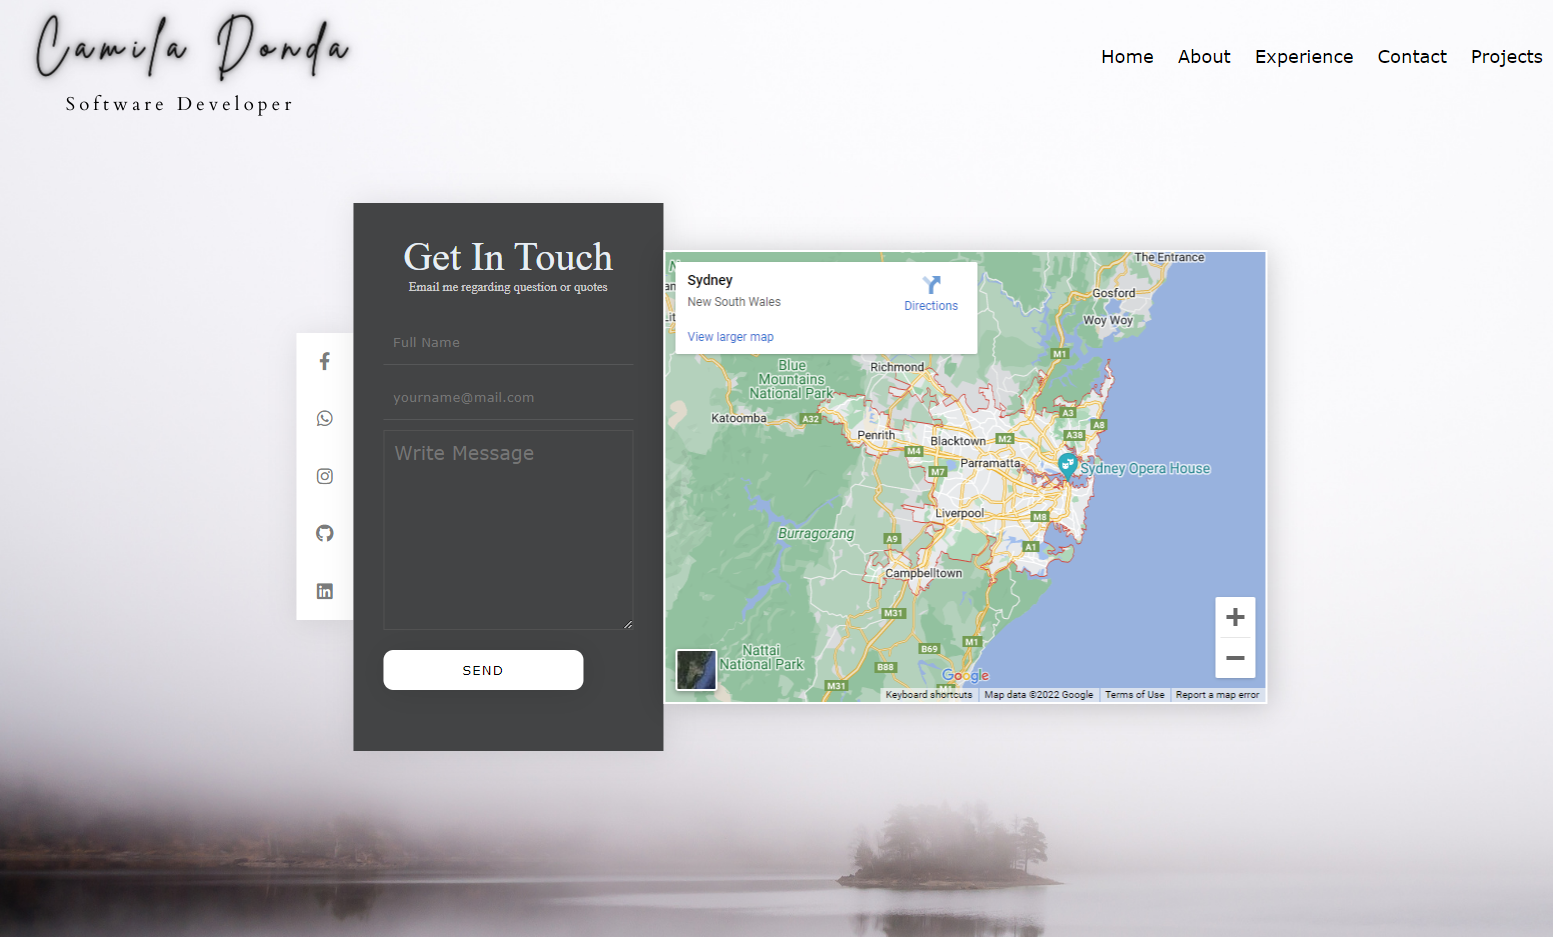 Camila Donda
Software Developer
Home About Experience Contact Projects
Get In Touch
Email me regarding question or quotes
Full Name
yourname@mail.com
Write Message
SEND
Sydney
New South Wales
Directions
View larger map
The Entrance
Gosford
Woy Woy
M1
Blue
Mountains
National Park
Richmond
Katoomba
A32
Penrith
Blacktown
M2
A3
A38
A8
M4
M7
Parramatta
Sydney Opera House
Liverpool
M8
Burragorang
A9
A1
Campbelltown
M31
M1
B69
B88
M31
Nattai
National Park
Google
Keyboard shortcuts
Map data ©2022 Google
Terms of Use
Report a map error